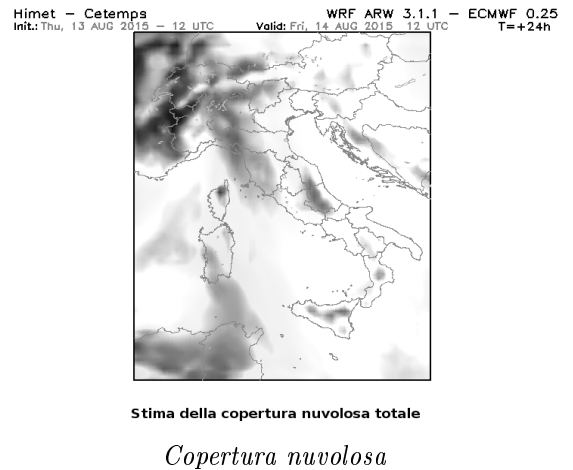 Himet - Cetemps WRF ARW 3.1.1 - ECMWF 0.25
Init.: Thu, 13 AUG 2015 - 12 UTC Valid: Fri, 14 AUG 2015 12 UTC T=+24h
Stima della copertura nuvolosa totale
Copertura nuvolosa